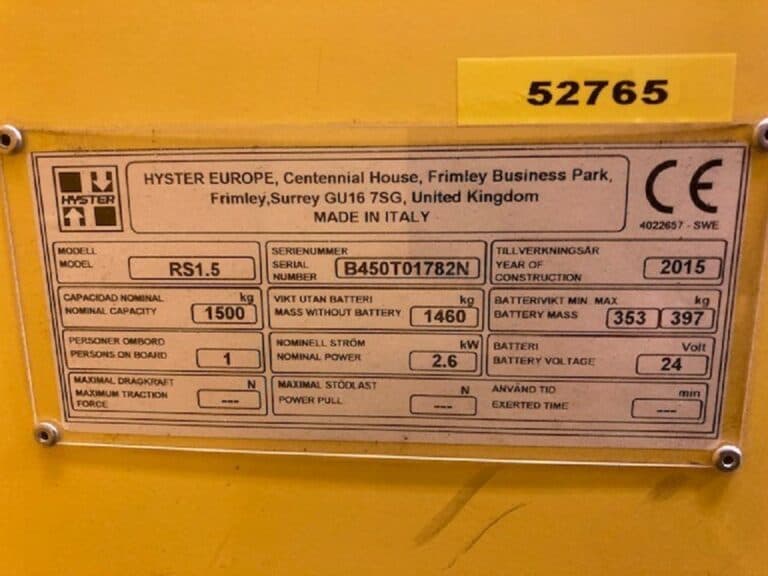 52765
HYSTER
HYSTER EUROPE, Centennial House, Frimley Business Park,
Frimley,Surrey GU16 7SG, United Kingdom
MADE IN ITALY
CE
4022657 - SWE
MODELL
MODEL
RS1.5
SERIENUMMER
SERIAL
NUMBER
B450T01782N
TILLVERKNINGSÅR
YEAR OF
CONSTRUCTION
2015
CAPACIDAD NOMINAL kg
NOMINAL CAPACITY
1500
VIKT UTAN BATTERI kg
MASS WITHOUT BATTERY
1460
BATTERIVIKT MIN. MAX kg
BATTERY MASS
353 397
PERSONER OMBORD
PERSONS ON BOARD
1
NOMINELL STRÖM kW
NOMINAL POWER
2.6
BATTERI Volt
BATTERY VOLTAGE
24
MAXIMAL DRAGKRAFT N
MAXIMUM TRACTION
FORCE
---
MAXIMAL STÖDLAST N
POWER PULL
---
ANVÄND TID min
EXERTED TIME
---